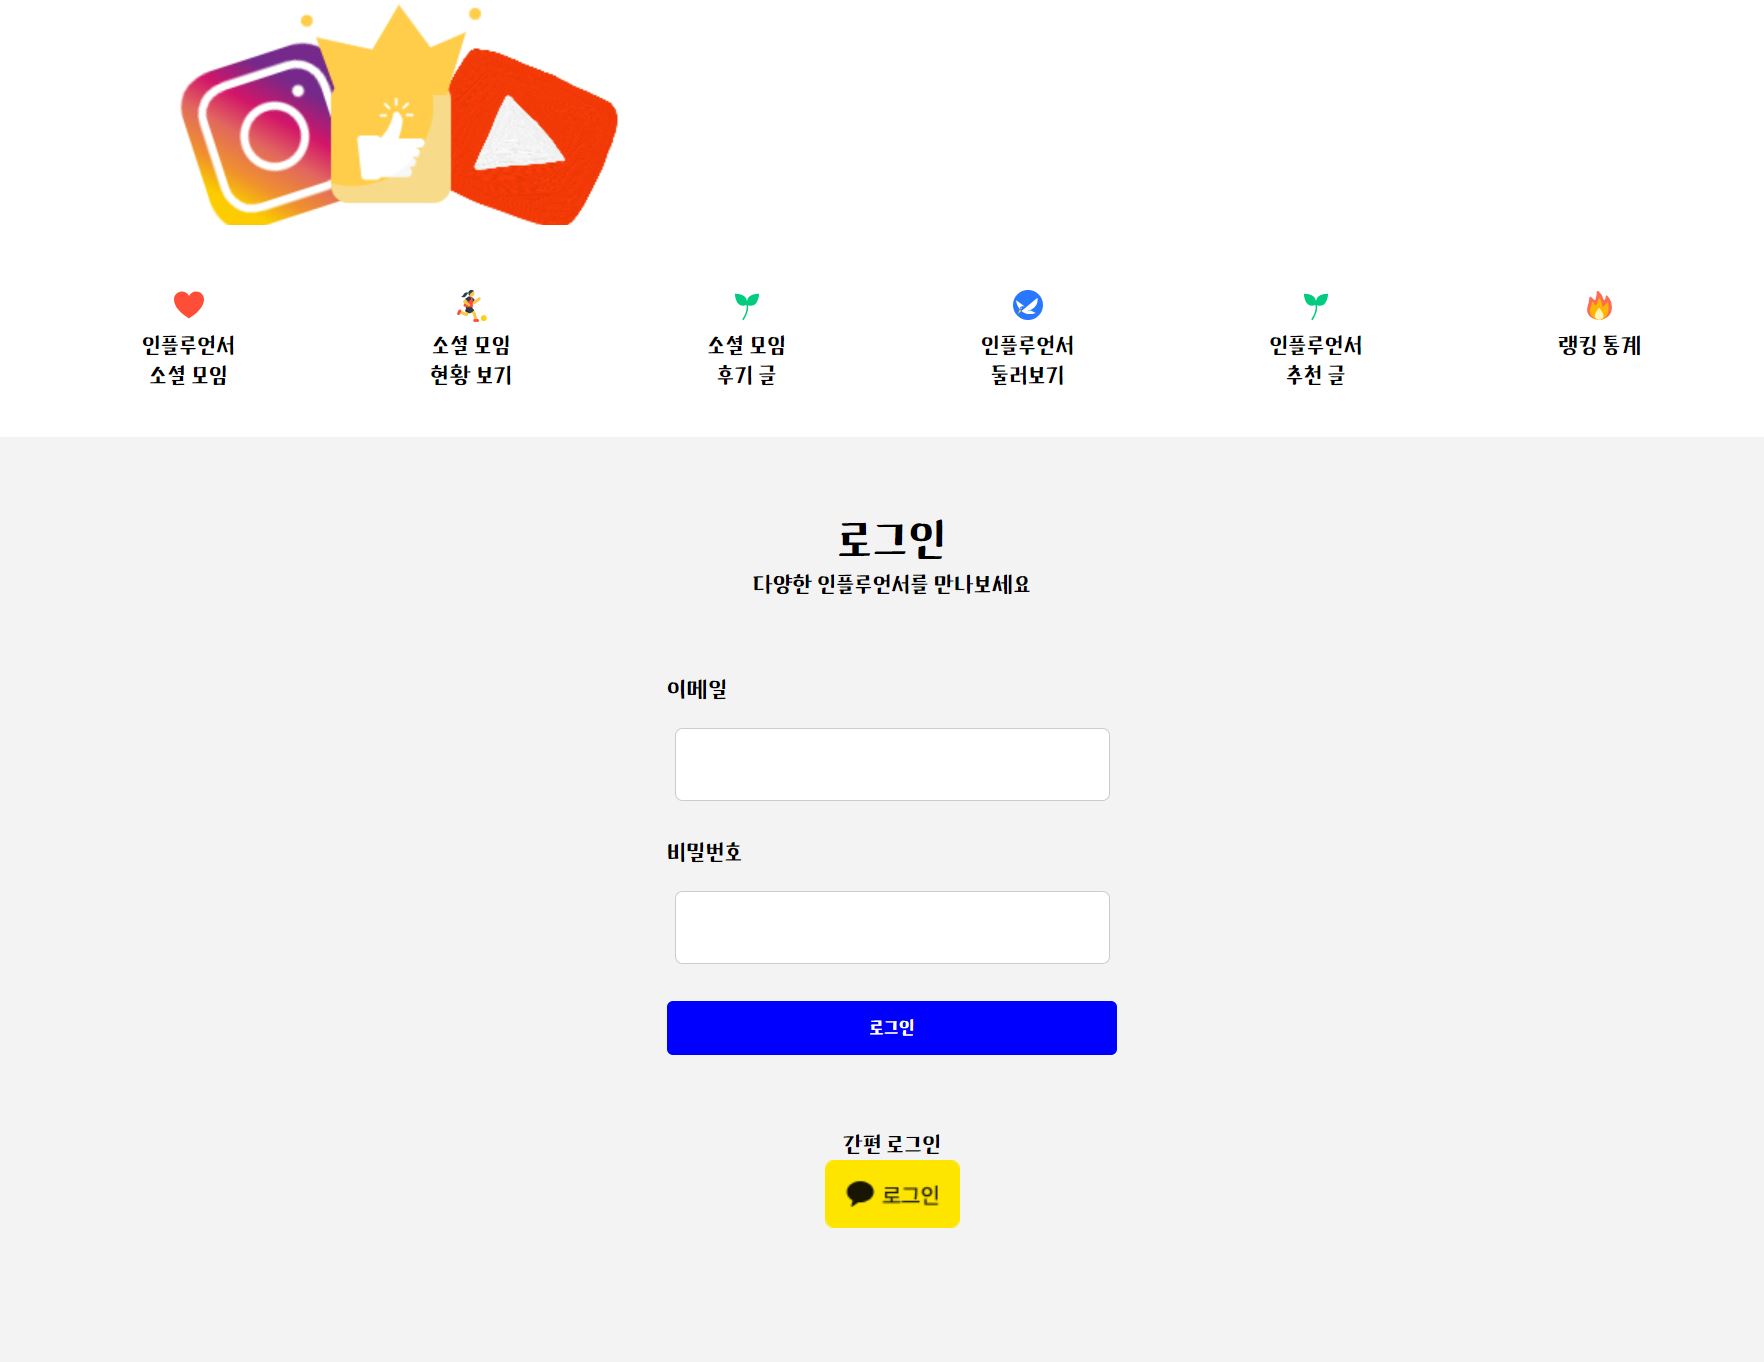 인플루언서
소셜 모임
소셜 모임
현황 보기
소셜 모임
후기 글
인플루언서
둘러보기
인플루언서
추천 글
랭킹 통계
로그인
다양한 인플루언서를 만나보세요
이메일
비밀번호
로그인
간편 로그인
로그인